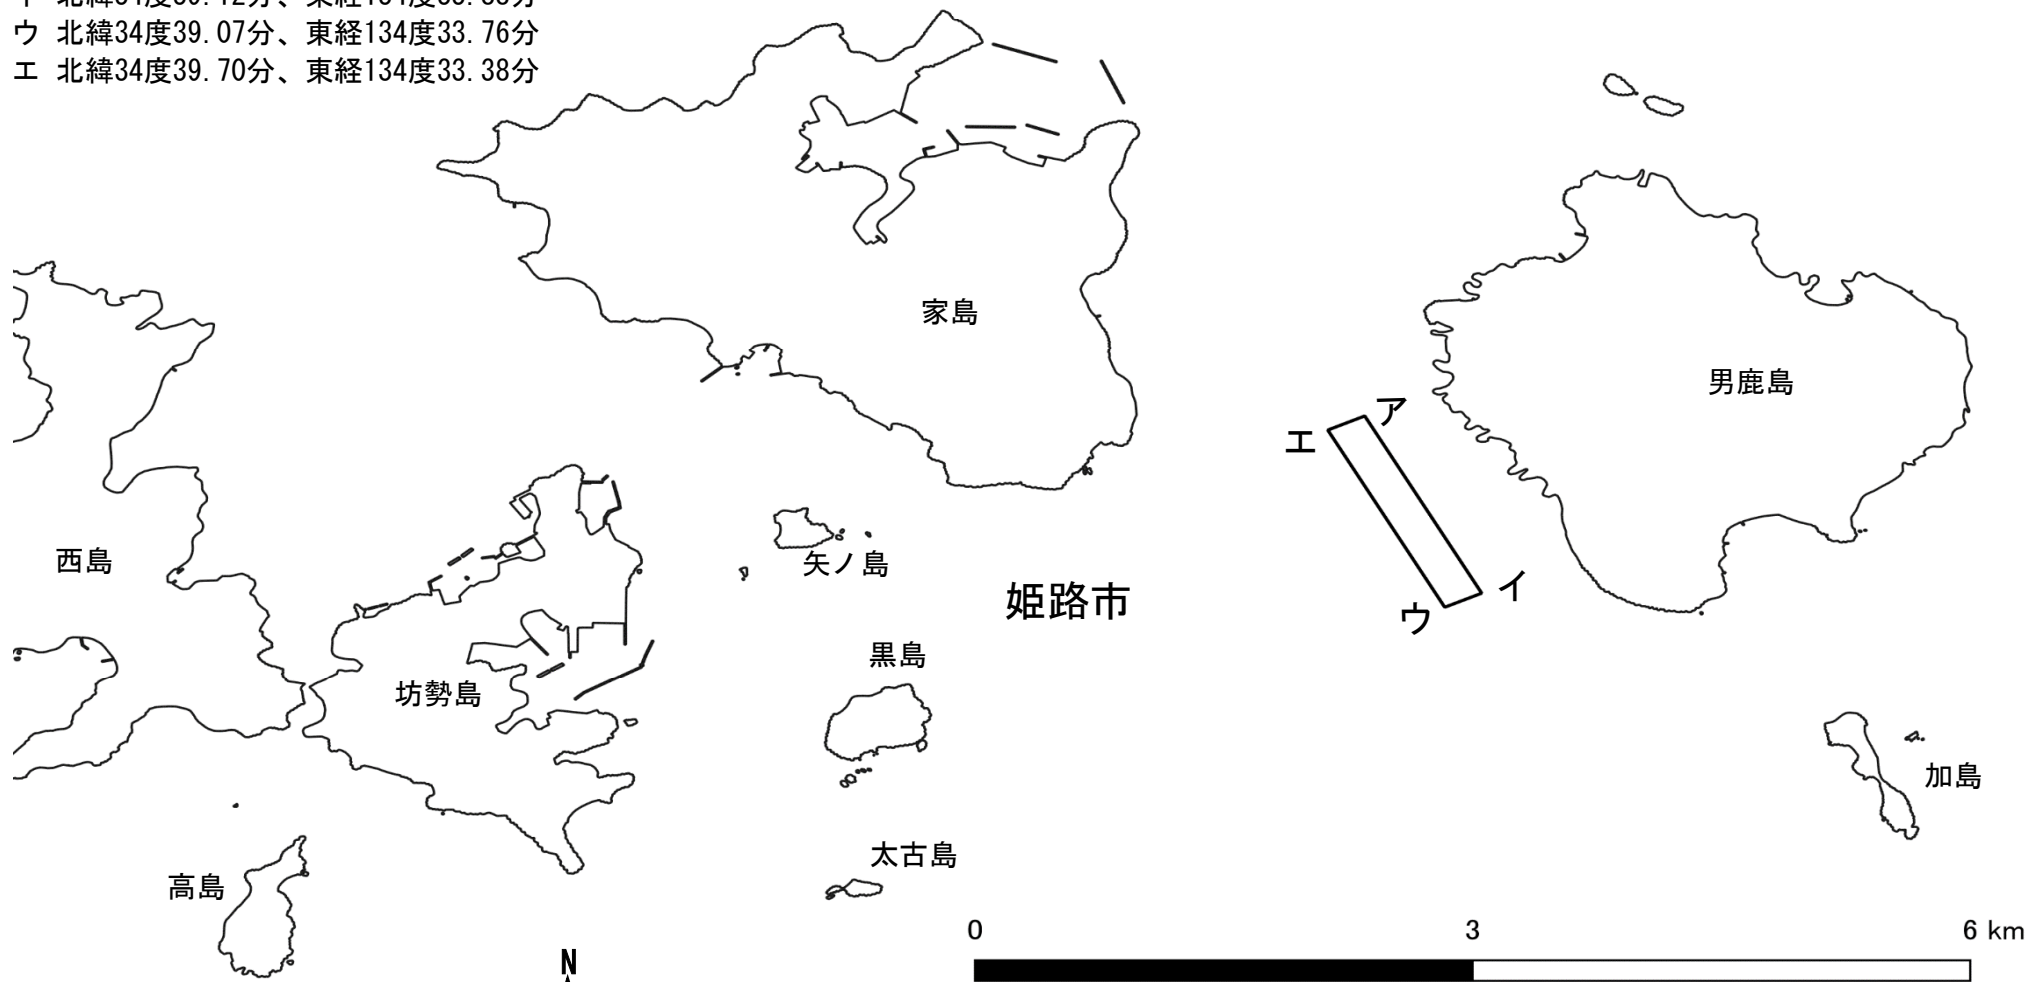 ウ 北緯34度39.07分、東経134度33.76分
エ 北緯34度39.70分、東経134度33.38分
家島
男鹿島
ア
エ
西島
矢ノ島
姫路市
イ
ウ
黒島
坊勢島
加島
太古島
高島
0 3 6 km
N